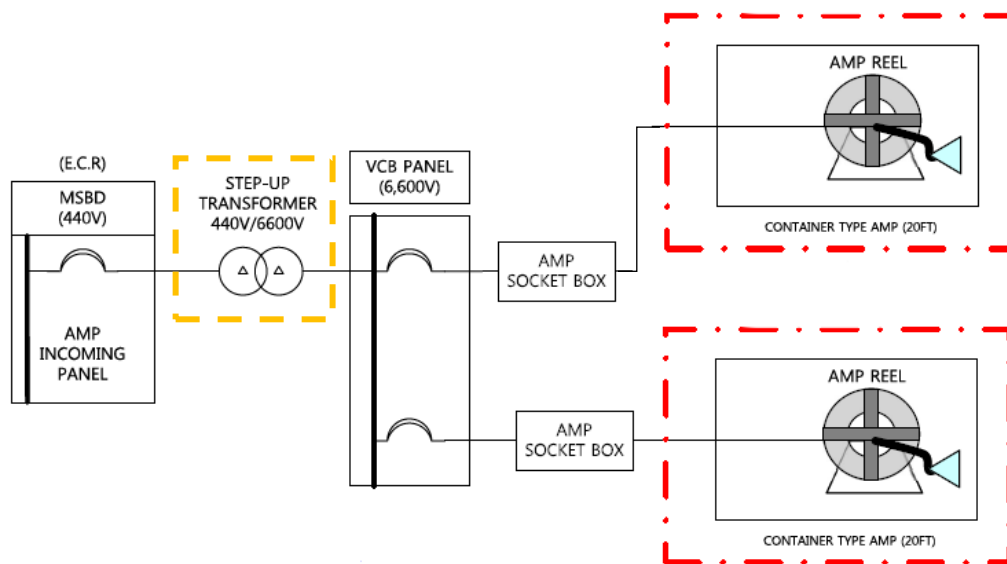 (E.C.R)
MSBD
(440V)
AMP
INCOMING
PANEL
STEP-UP
TRANSFORMER
440V/6600V
VCB PANEL
(6,600V)
AMP
SOCKET BOX
AMP
SOCKET BOX
AMP REEL
CONTAINER TYPE AMP (20FT)
AMP REEL
CONTAINER TYPE AMP (20FT)